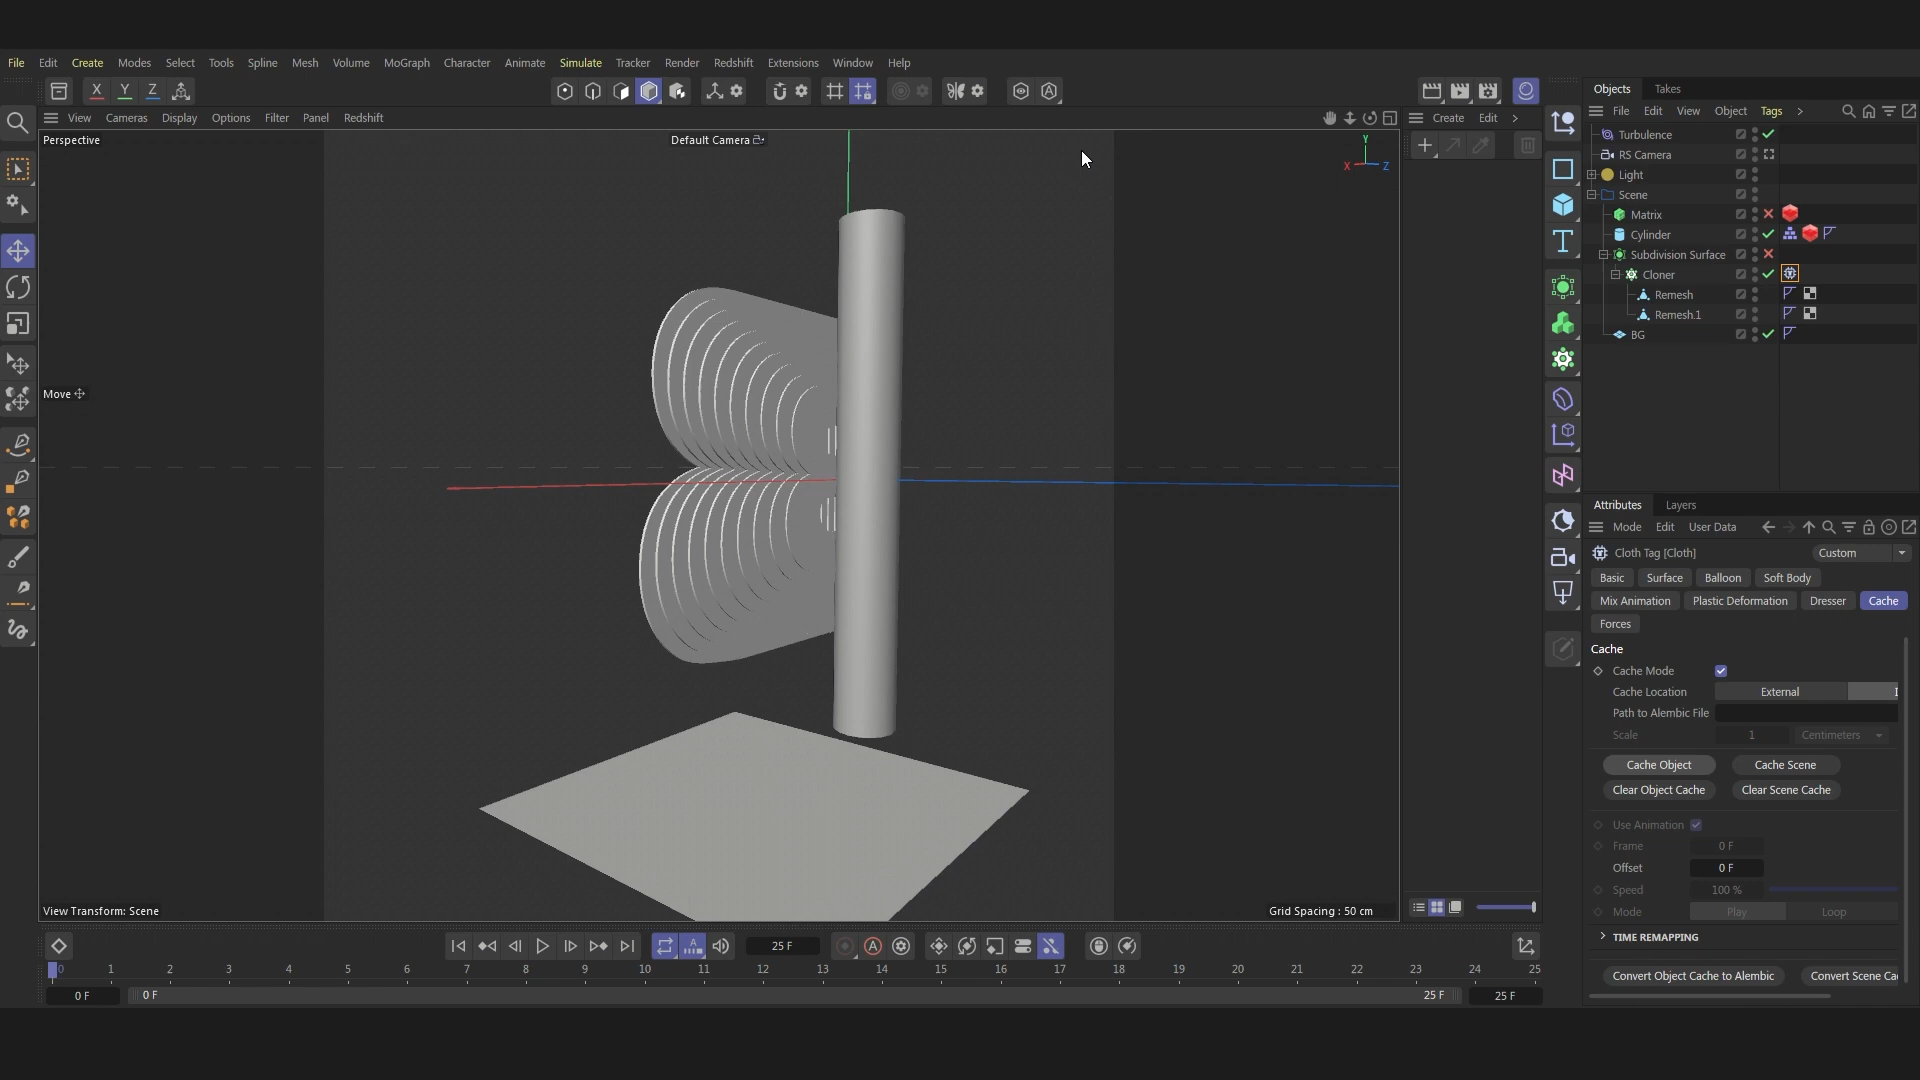 File Edit Create Modes Select Tools Spline Mesh Volume MoGraph Character Animate Simulate Tracker Render Redshift Extensions Window Help
X Y Z
Objects Takes
File Edit View Object Tags
View Cameras Display Options Filter Panel Redshift
Create Edit
Perspective
Default Camera
Y
X Z
Move
View Transform: Scene
Grid Spacing : 50 cm
Turbulence
RS Camera
Light
Scene
Matrix
Cylinder
Subdivision Surface
Cloner
Remesh
Remesh.1
BG
Attributes Layers
Mode Edit User Data
Cloth Tag [Cloth]
Custom
Basic Surface Balloon Soft Body
Mix Animation Plastic Deformation Dresser Cache
Forces
Cache
Cache Mode
Cache Location External
Path to Alembic File
Scale 1 Centimeters
Cache Object Cache Scene
Clear Object Cache Clear Scene Cache
Use Animation
Frame 0 F
Offset 0 F
Speed 100 %
Mode Play Loop
TIME REMAPPING
Convert Object Cache to Alembic Convert Scene Ca
25 F
0 1 2 3 4 5 6 7 8 9 10 11 12 13 14 15 16 17 18 19 20 21 22 23 24 25
0 F 0 F 25 F 25 F